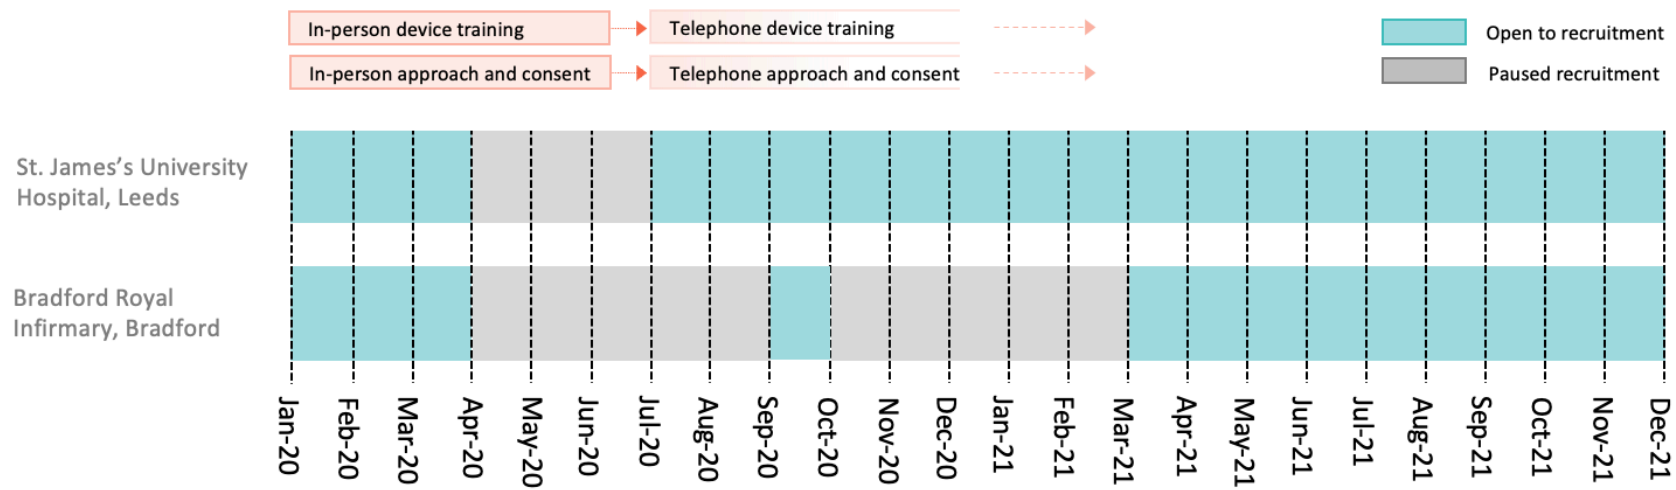 In-person device training
Telephone device training
Open to recruitment
In-person approach and consent
Telephone approach and consent
Paused recruitment
St. James’s University
Hospital, Leeds
Bradford Royal
Infirmary, Bradford
Jan-20
Feb-20
Mar-20
Apr-20
May-20
Jun-20
Jul-20
Aug-20
Sep-20
Oct-20
Nov-20
Dec-20
Jan-21
Feb-21
Mar-21
Apr-21
May-21
Jun-21
Jul-21
Aug-21
Sep-21
Oct-21
Nov-21
Dec-21